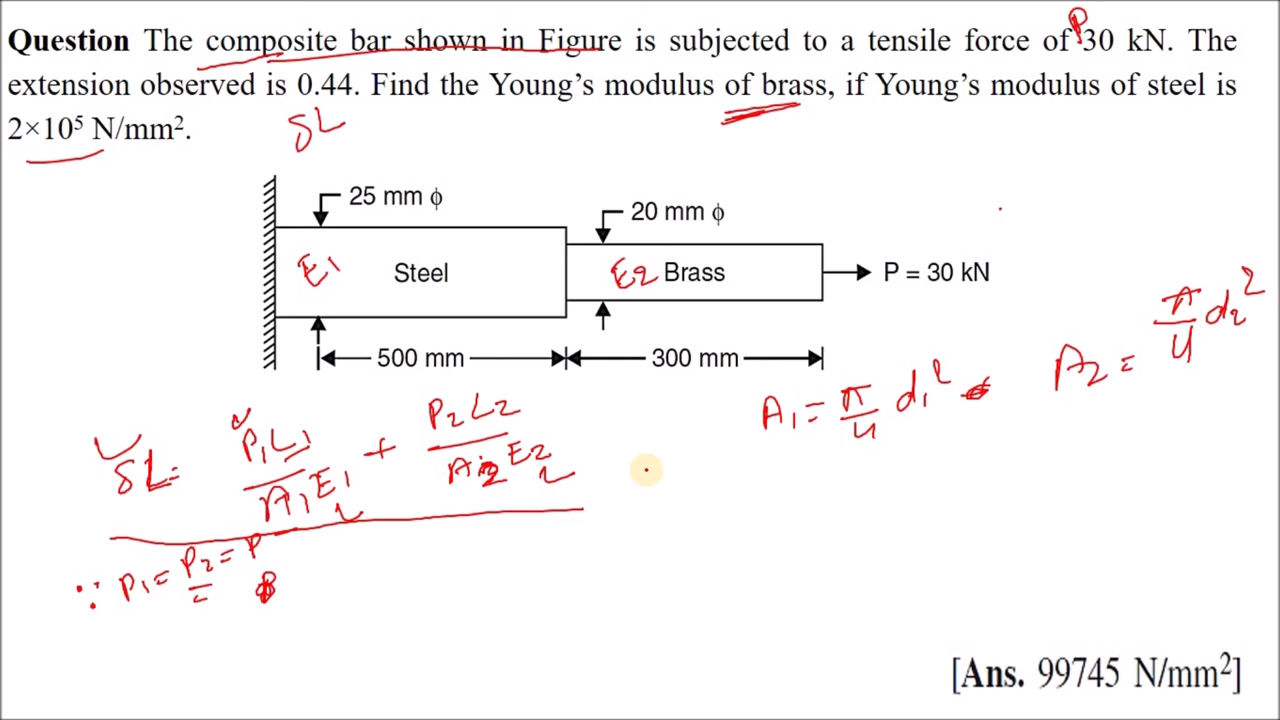 Question The composite bar shown in Figure is subjected to a tensile force of 30 kN. The
P
extension observed is 0.44. Find the Young's modulus of brass, if Young's modulus of steel is
2×10⁵ N/mm².
δL
25 mm ϕ
20 mm ϕ
E1
Steel
E2
Brass
P = 30 kN
500 mm
300 mm
A₁ = π/4 d₁²
A₂ = π/4 d₂²
δL = P₁L₁/A₁E₁ + P₂L₂/A₂E₂
∵ P₁ = P₂ = P
[Ans. 99745 N/mm²]